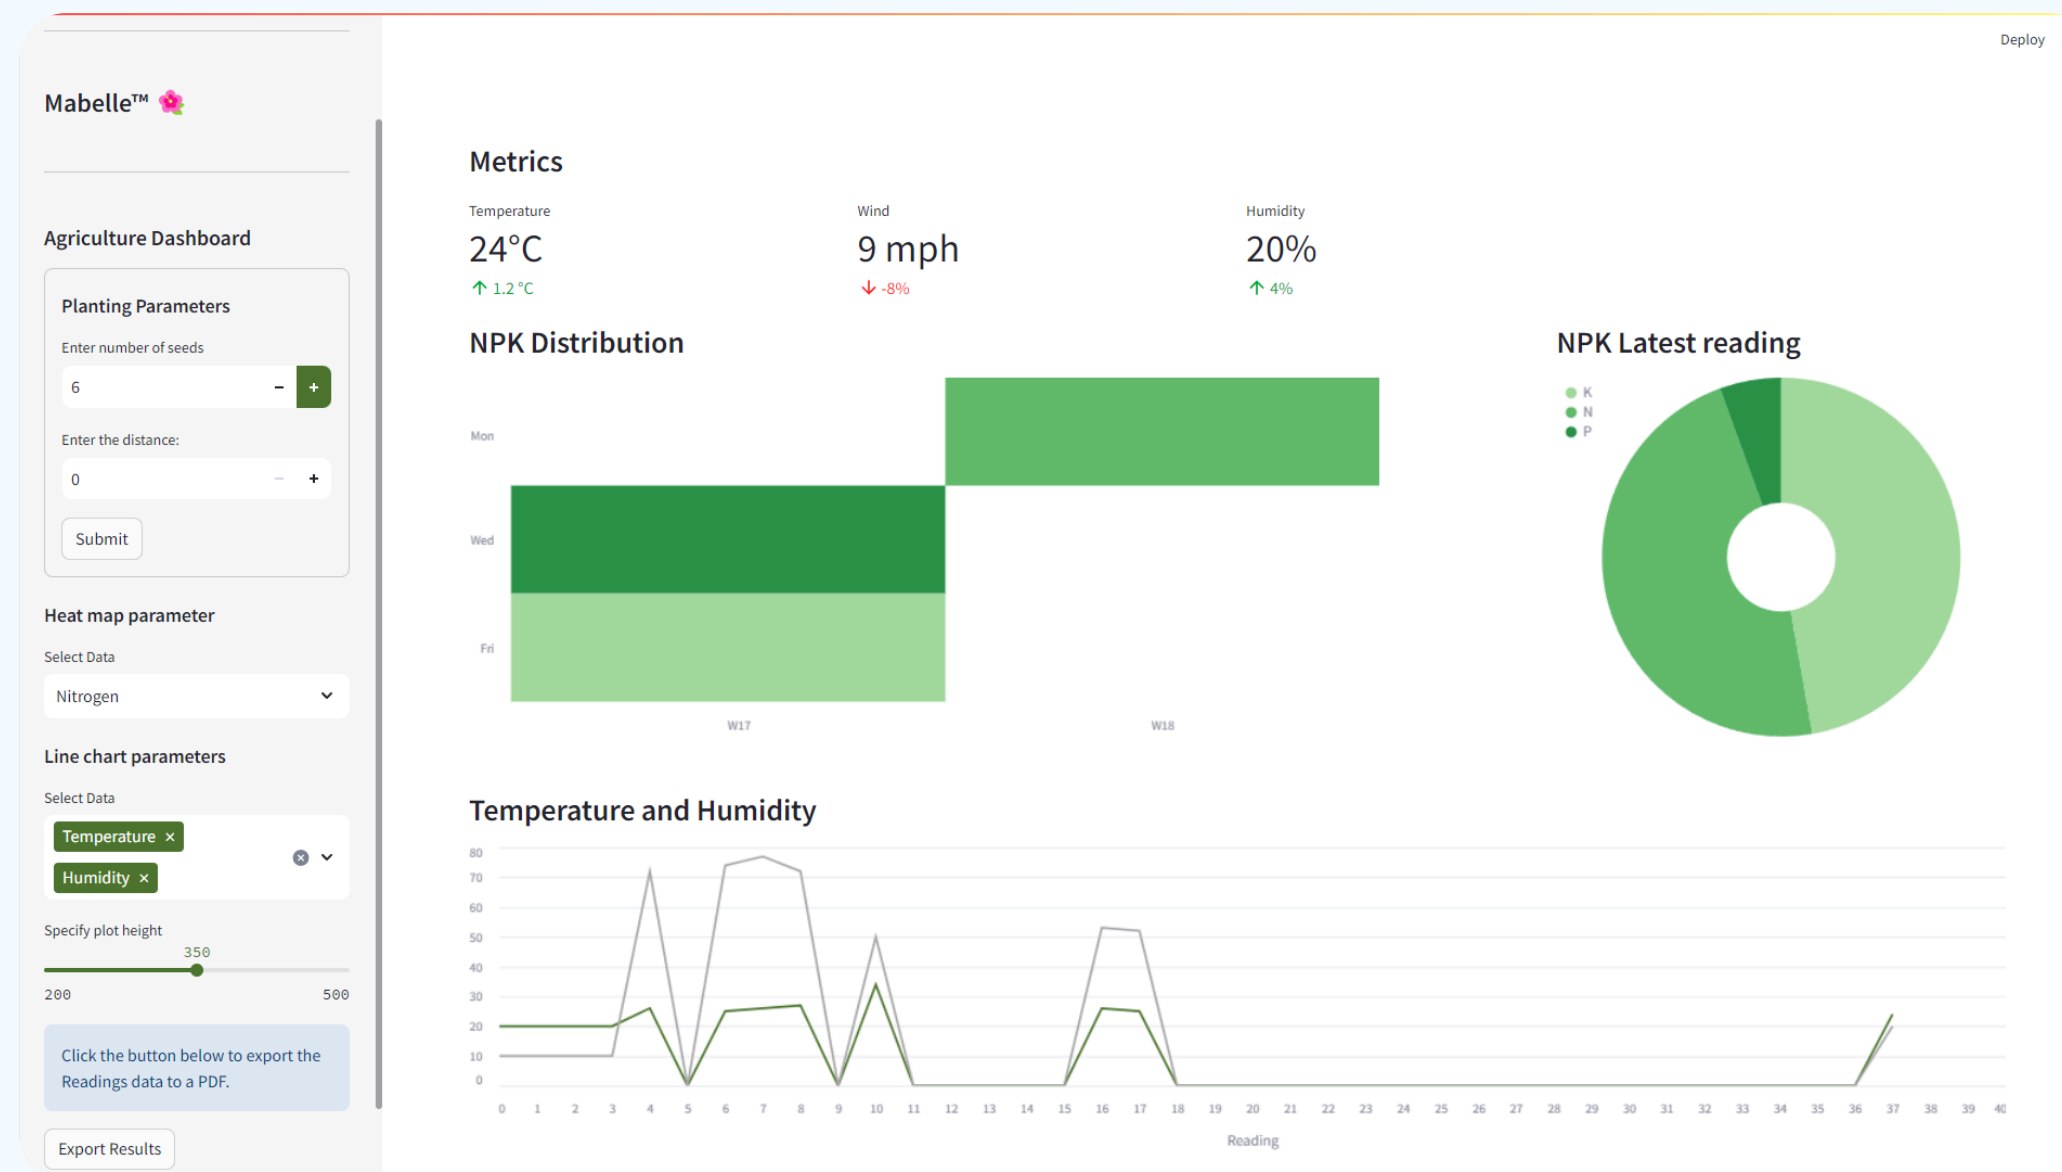 Deploy
Mabelle™
Agriculture Dashboard
Planting Parameters
Enter number of seeds
6 − +
Enter the distance:
0 − +
Submit
Heat map parameter
Select Data
Nitrogen
Line chart parameters
Select Data
Temperature ×
Humidity ×
Specify plot height
350
200 500
Click the button below to export the
Readings data to a PDF.
Export Results
Metrics
Temperature Wind Humidity
24°C 9 mph 20%
↑ 1.2 °C ↓ -8% ↑ 4%
NPK Distribution
Mon
Wed
Fri
W17 W18
NPK Latest reading
K
N
P
Temperature and Humidity
80
70
60
50
40
30
20
10
0
0 1 2 3 4 5 6 7 8 9 10 11 12 13 14 15 16 17 18 19 20 21 22 23 24 25 26 27 28 29 30 31 32 33 34 35 36 37 38 39 40
Reading